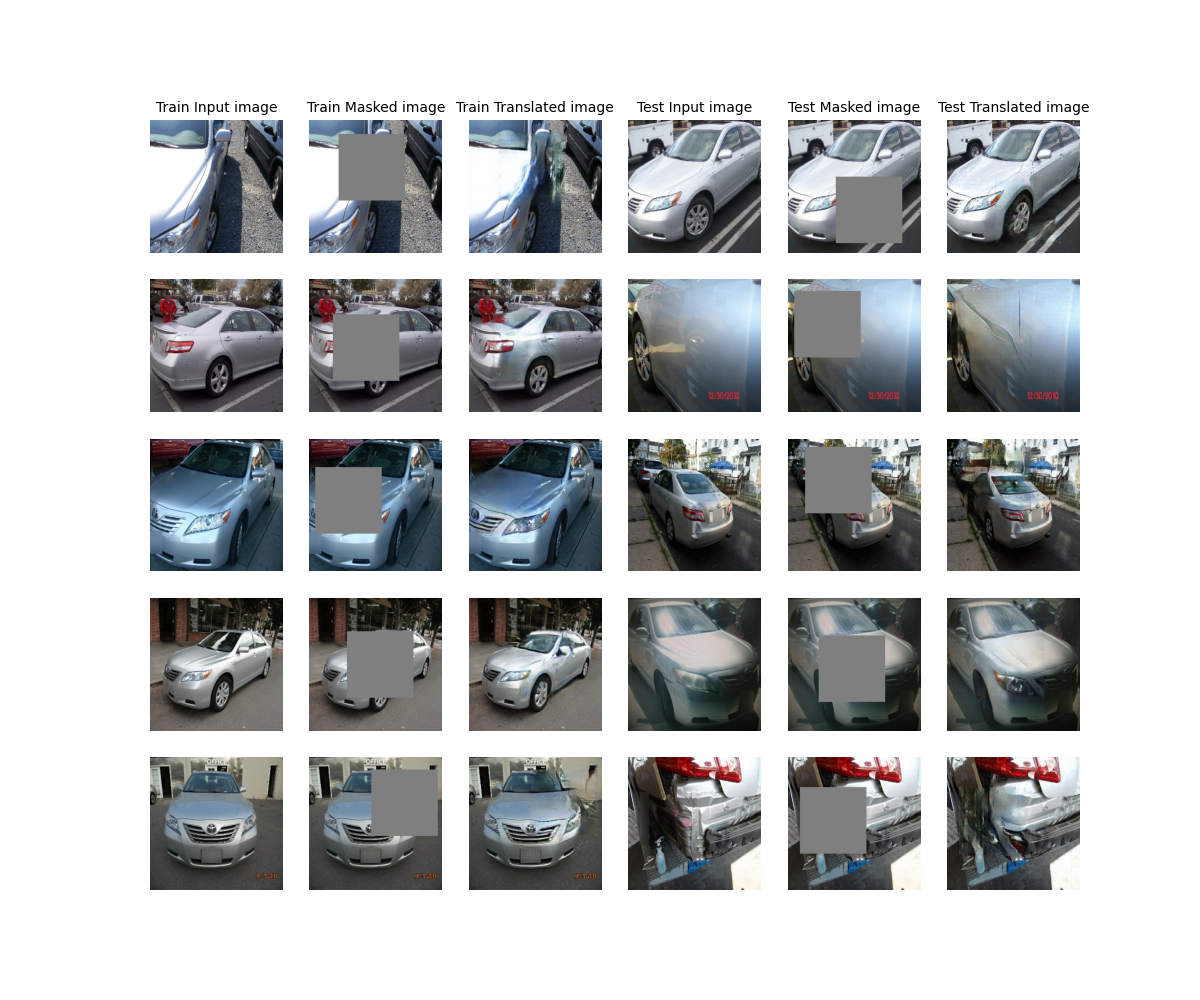 Train Input image
Train Masked image
Train Translated image
Test Input image
Test Masked image
Test Translated image
12/30/2010
12/30/2010
12/30/2010